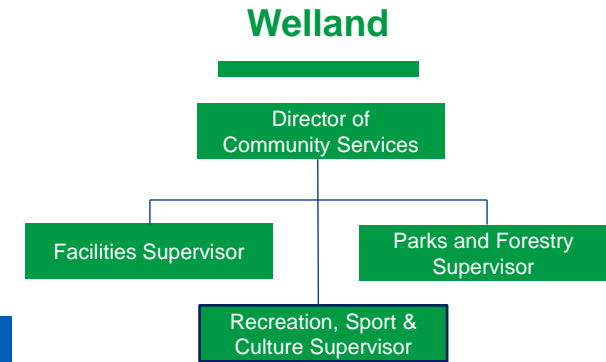 Welland
Director of
Community Services
Facilities Supervisor
Parks and Forestry
Supervisor
Recreation, Sport &
Culture Supervisor